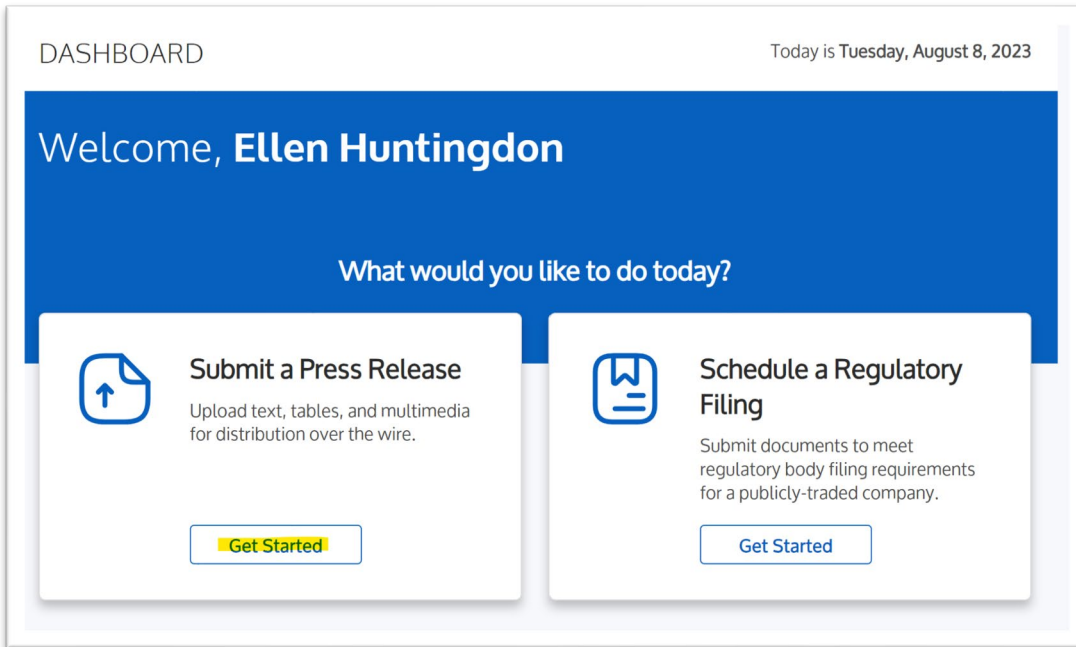 DASHBOARD
Today is Tuesday, August 8, 2023
Welcome, Ellen Huntingdon
What would you like to do today?
Submit a Press Release
Upload text, tables, and multimedia
for distribution over the wire.
Get Started
Schedule a Regulatory
Filing
Submit documents to meet
regulatory body filing requirements
for a publicly-traded company.
Get Started